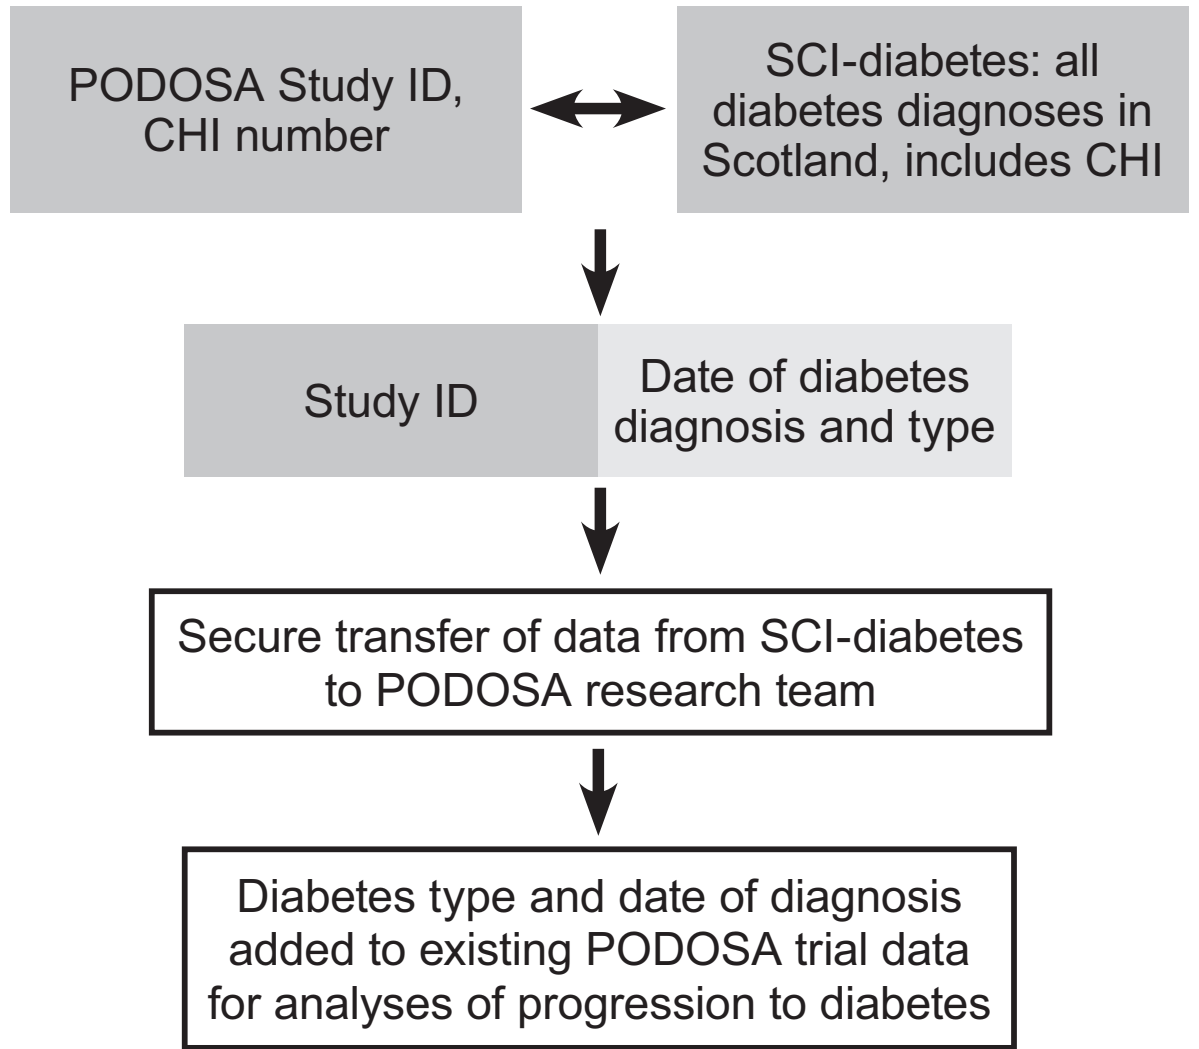 PODOSA Study ID,
CHI number
SCI-diabetes: all
diabetes diagnoses in
Scotland, includes CHI
Study ID
Date of diabetes
diagnosis and type
Secure transfer of data from SCI-diabetes
to PODOSA research team
Diabetes type and date of diagnosis
added to existing PODOSA trial data
for analyses of progression to diabetes